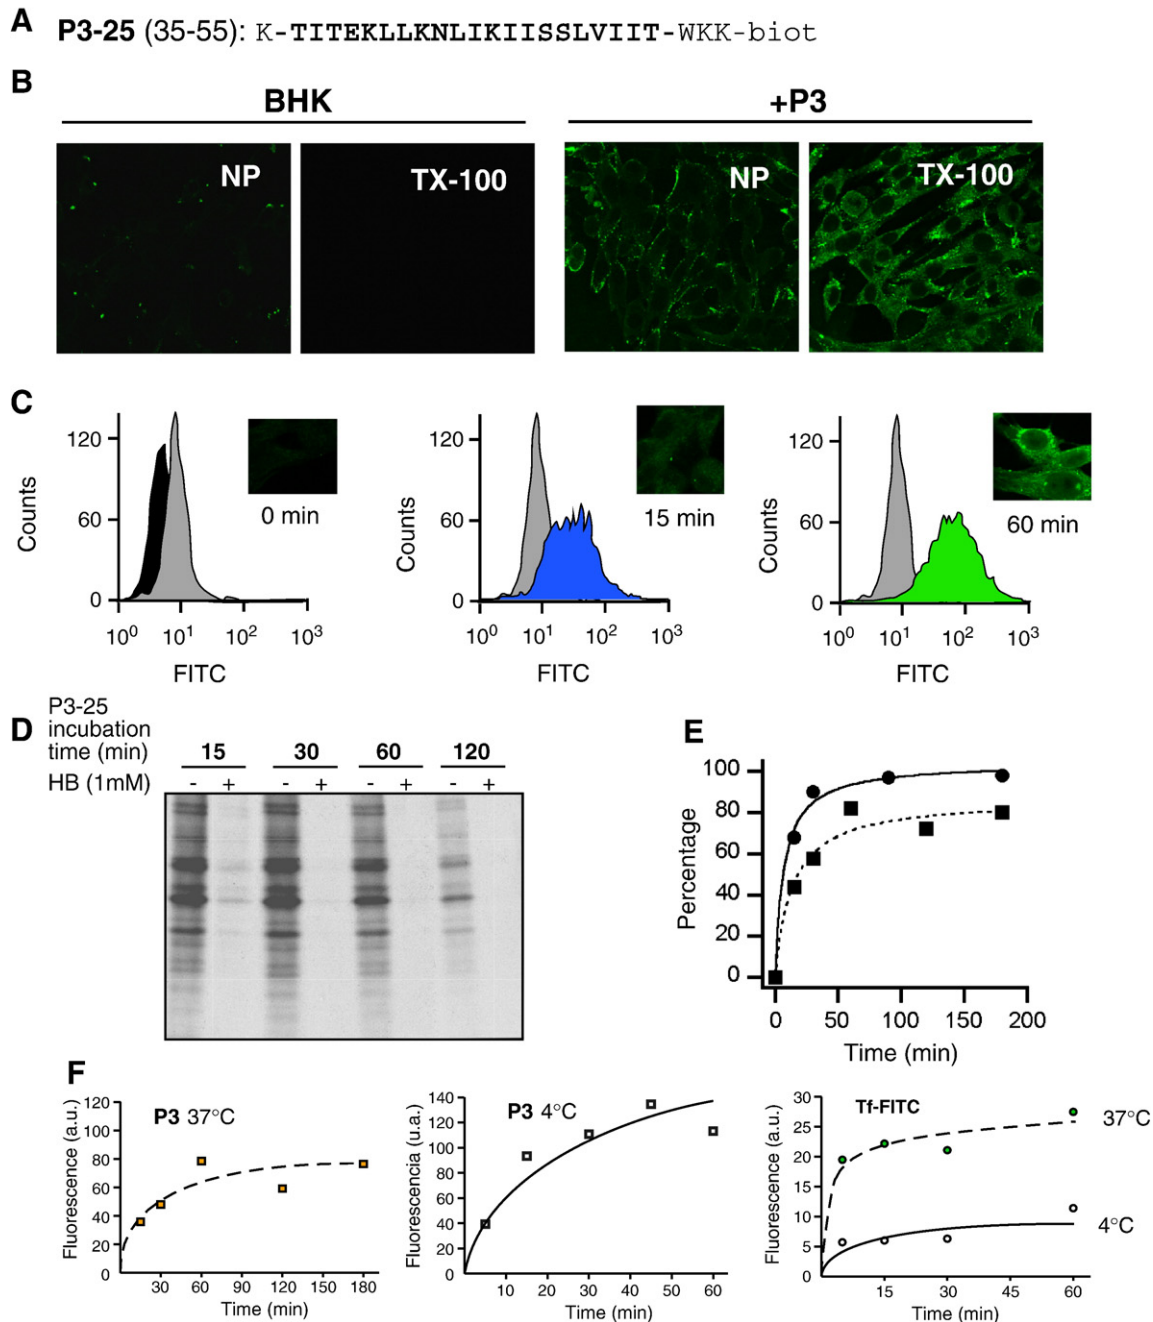 A P3-25 (35-55): K-TITEKLLKNLIKIISSLVIIT-WKK-biot
B
BHK +P3
NP TX-100 NP TX-100
C
120
60
0
Counts
10⁰ 10¹ 10² 10³
FITC
0 min
120
60
0
Counts
10⁰ 10¹ 10² 10³
FITC
15 min
120
60
0
Counts
10⁰ 10¹ 10² 10³
FITC
60 min
D P3-25
incubation
time (min) 15 30 60 120
HB (1mM) - + - + - + - +
E
100
80
60
40
20
0
Percentage
0 50 100 150 200
Time (min)
F
P3 37°C
120
100
80
60
40
20
0
Fluorescence (a.u.)
30 60 90 120 150 180
Time (min)
P3 4°C
140
120
100
80
60
40
20
0
Fluorescencia (u.a.)
10 20 30 40 50 60
Time (min)
Tf-FITC
30
25
20
15
10
5
0
Fluorescence (a.u.)
37°C
4°C
15 30 45 60
Time (min)